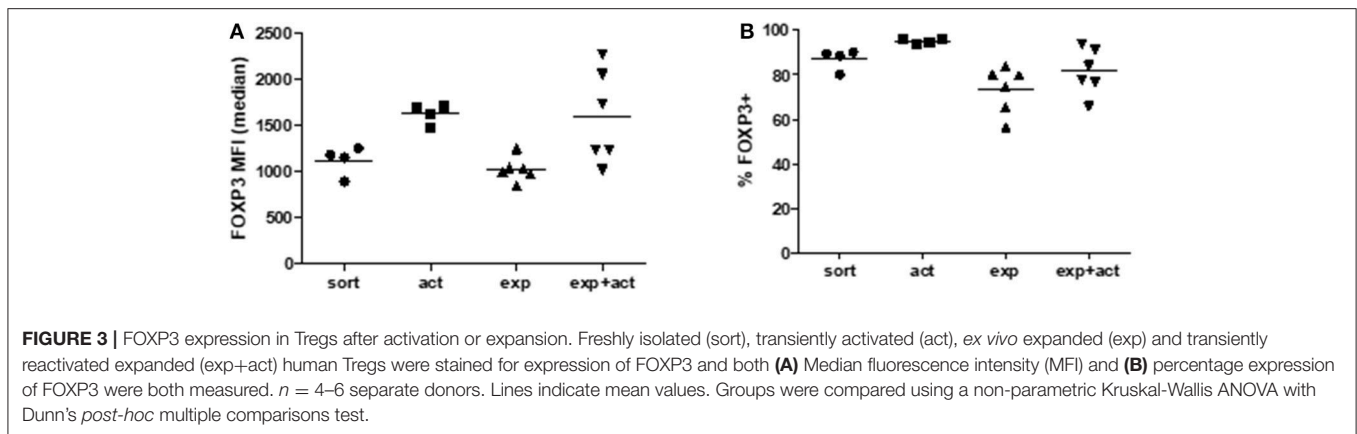 A
B
2500
2000
1500
1000
500
0
FOXP3 MFI (median)
sort act exp exp+act
100
80
60
40
20
0
% FOXP3+
sort act exp exp+act
FIGURE 3 | FOXP3 expression in Tregs after activation or expansion. Freshly isolated (sort), transiently activated (act), ex vivo expanded (exp) and transiently
reactivated expanded (exp+act) human Tregs were stained for expression of FOXP3 and both (A) Median fluorescence intensity (MFI) and (B) percentage expression
of FOXP3 were both measured. n = 4–6 separate donors. Lines indicate mean values. Groups were compared using a non-parametric Kruskal-Wallis ANOVA with
Dunn's post-hoc multiple comparisons test.